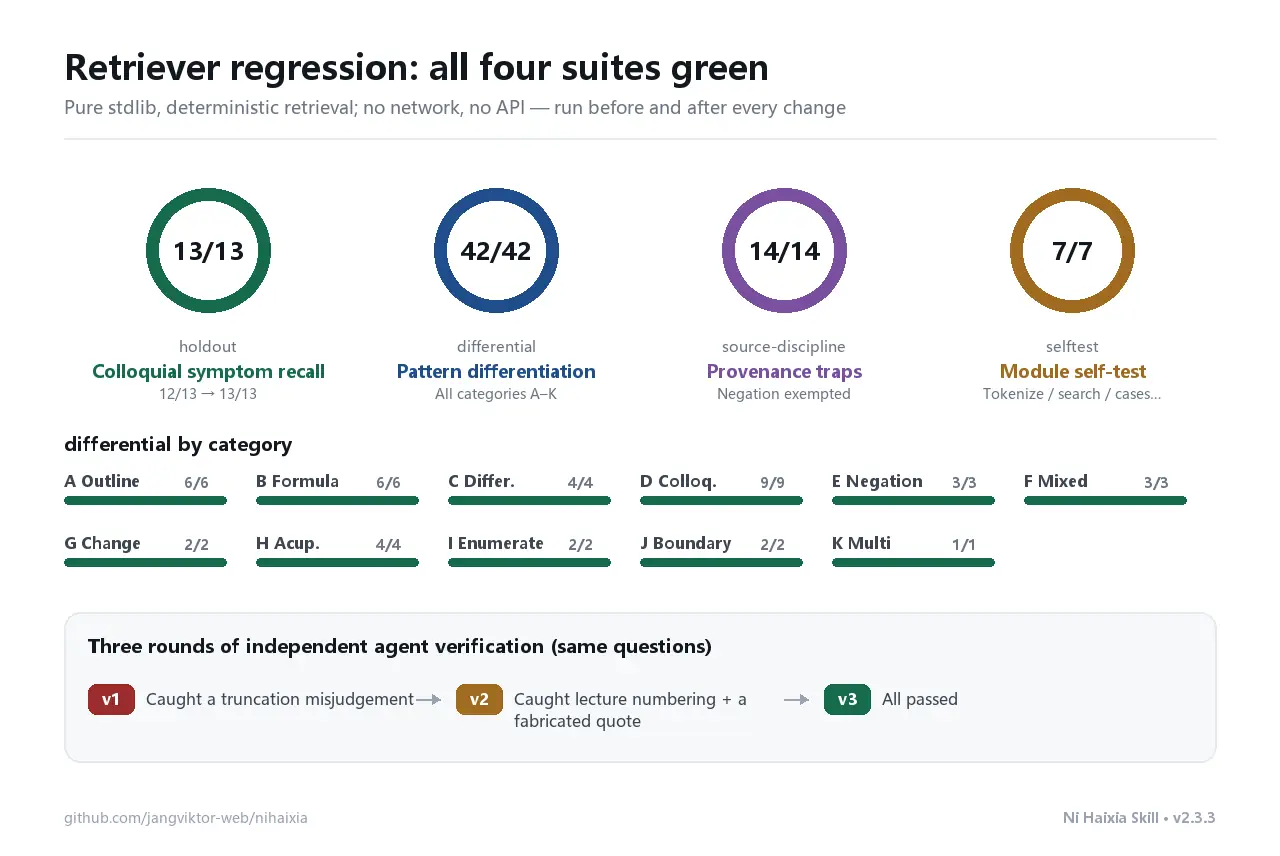 Retriever regression: all four suites green
Pure stdlib, deterministic retrieval; no network, no API — run before and after every change
13/13
42/42
14/14
7/7
holdout
differential
source-discipline
selftest
Colloquial symptom recall
Pattern differentiation
Provenance traps
Module self-test
12/13 → 13/13
All categories A–K
Negation exempted
Tokenize / search / cases…
differential by category
A Outline 6/6
B Formula 6/6
C Differ. 4/4
D Colloq. 9/9
E Negation 3/3
F Mixed 3/3
G Change 2/2
H Acup. 4/4
I Enumerate 2/2
J Boundary 2/2
K Multi 1/1
Three rounds of independent agent verification (same questions)
v1 Caught a truncation misjudgement
v2 Caught lecture numbering + a
fabricated quote
v3 All passed
github.com/jangviktor-web/nihaixia
Ni Haixia Skill • v2.3.3